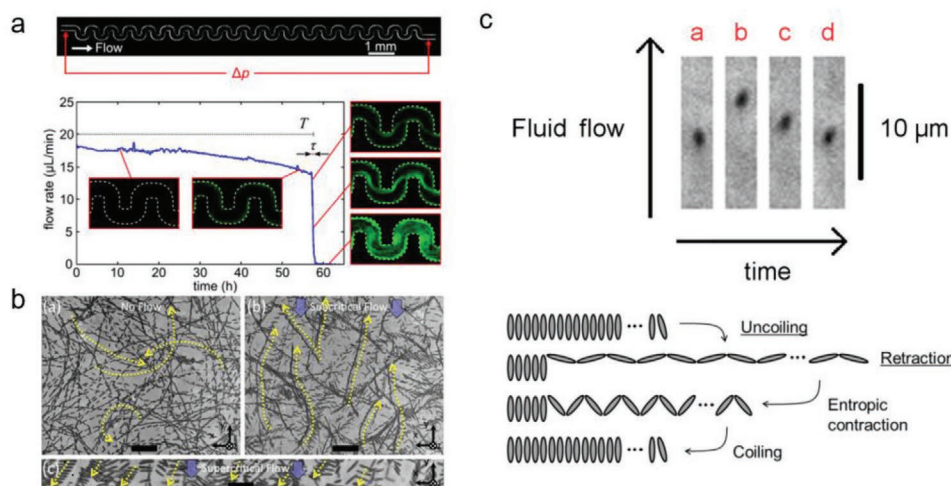 a
Flow
1 mm
Δp
25
20
15
10
5
0
flow rate (μL/min)
T
τ
0 10 20 30 40 50 60
time (h)
b
(a) No Flow
(b) Subcritical Flow
(c) Supercritical Flow
c
a b c d
Fluid flow
10 μm
time
Uncoiling
Retraction
Entropic
contraction
Coiling